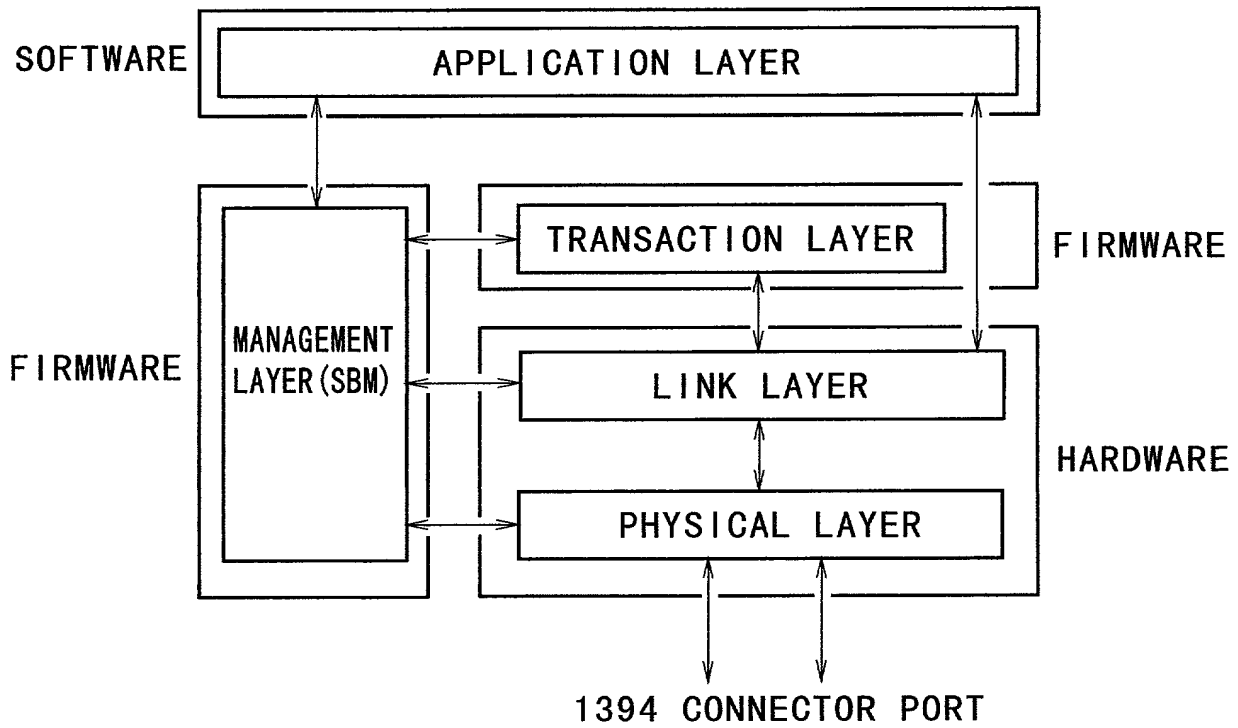 SOFTWARE
APPLICATION LAYER
TRANSACTION LAYER
FIRMWARE
MANAGEMENT
LAYER(SBM)
FIRMWARE
LINK LAYER
HARDWARE
PHYSICAL LAYER
1394 CONNECTOR PORT